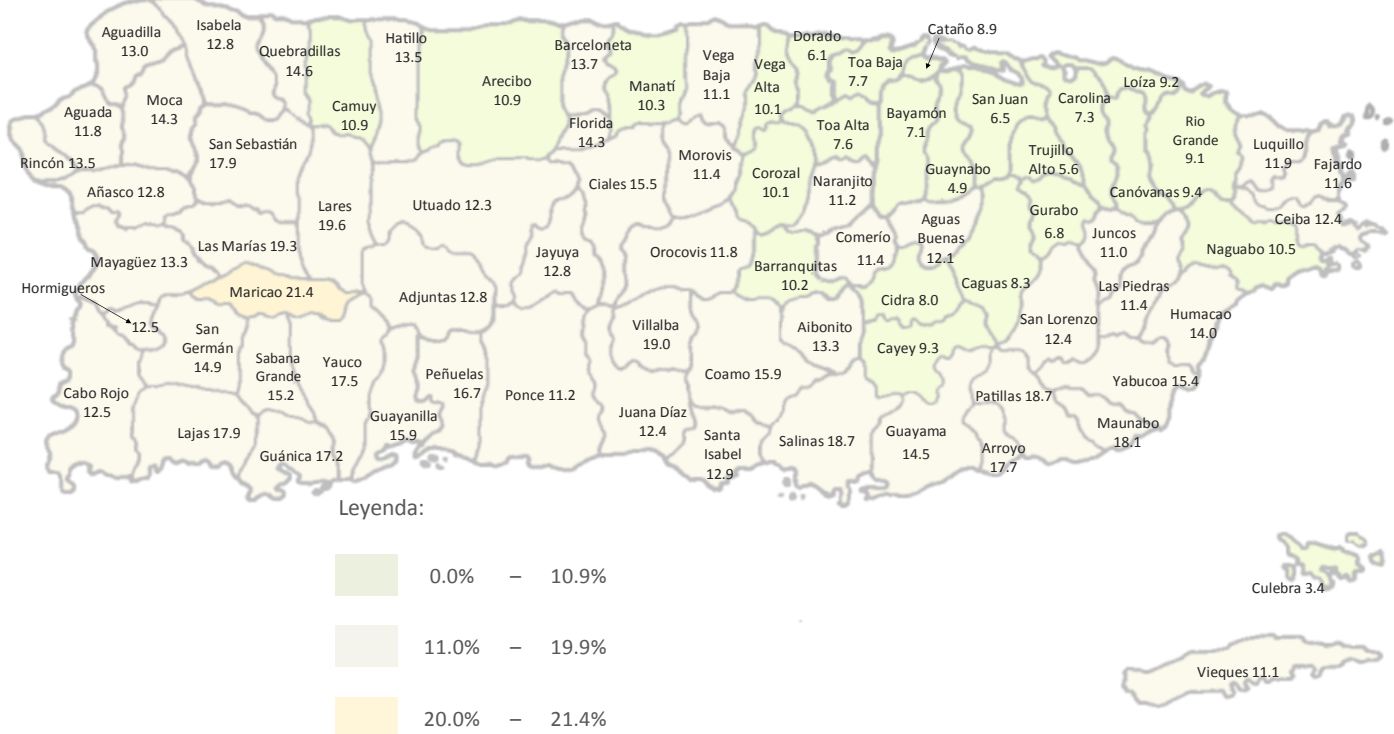 Aguadilla
13.0
Isabela
12.8
Quebradillas
14.6
Camuy
10.9
Hatillo
13.5
Arecibo
10.9
Barceloneta
13.7
Florida
14.3
Manatí
10.3
Vega
Baja
11.1
Vega
Alta
10.1
Dorado
6.1
Toa Baja
7.7
Cataño 8.9
Toa Alta
7.6
Bayamón
7.1
Guaynabo
4.9
San Juan
6.5
Trujillo
Alto 5.6
Carolina
7.3
Loíza 9.2
Canóvanas 9.4
Rio
Grande
9.1
Luquillo
11.9
Fajardo
11.6
Ceiba 12.4
Naguabo 10.5
Aguada
11.8
Moca
14.3
Rincón 13.5
San Sebastián
17.9
Añasco 12.8
Lares
19.6
Utuado 12.3
Ciales 15.5
Morovis
11.4
Corozal
10.1
Naranjito
11.2
Las Marías 19.3
Mayagüez 13.3
Hormigueros
12.5
Maricao 21.4
Adjuntas 12.8
Jayuya
12.8
Orocovis 11.8
Barranquitas
10.2
Comerío
11.4
Aguas
Buenas
12.1
Cidra 8.0
Caguas 8.3
Gurabo
6.8
Juncos
11.0
Las Piedras
11.4
San Lorenzo
12.4
Humacao
14.0
Cabo Rojo
12.5
San
Germán
14.9
Sabana
Grande
15.2
Yauco
17.5
Lajas 17.9
Guánica 17.2
Guayanilla
15.9
Peñuelas
16.7
Ponce 11.2
Villalba
19.0
Juana Díaz
12.4
Coamo 15.9
Santa
Isabel
12.9
Aibonito
13.3
Salinas 18.7
Cayey 9.3
Guayama
14.5
Patillas 18.7
Arroyo
17.7
Yabucoa 15.4
Maunabo
18.1
Culebra 3.4
Vieques 11.1
Leyenda:
0.0% – 10.9%
11.0% – 19.9%
20.0% – 21.4%